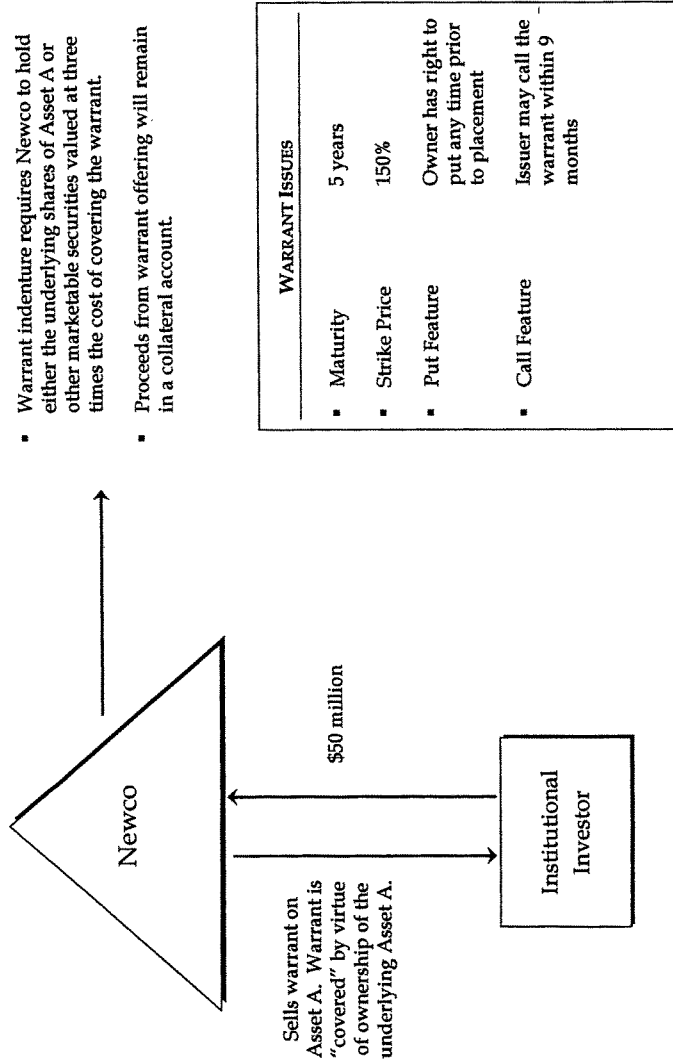 Newco
▪ Warrant indenture requires Newco to hold
either the underlying shares of Asset A or
other marketable securities valued at three
times the cost of covering the warrant.
▪ Proceeds from warrant offering will remain
in a collateral account.
Sells warrant on
Asset A. Warrant is
"covered" by virtue
of ownership of the
underlying Asset A.
$50 million
Institutional
Investor
WARRANT ISSUES
▪ Maturity 5 years
▪ Strike Price 150%
▪ Put Feature Owner has right to
put any time prior
to placement
▪ Call Feature Issuer may call the
warrant within 9
months